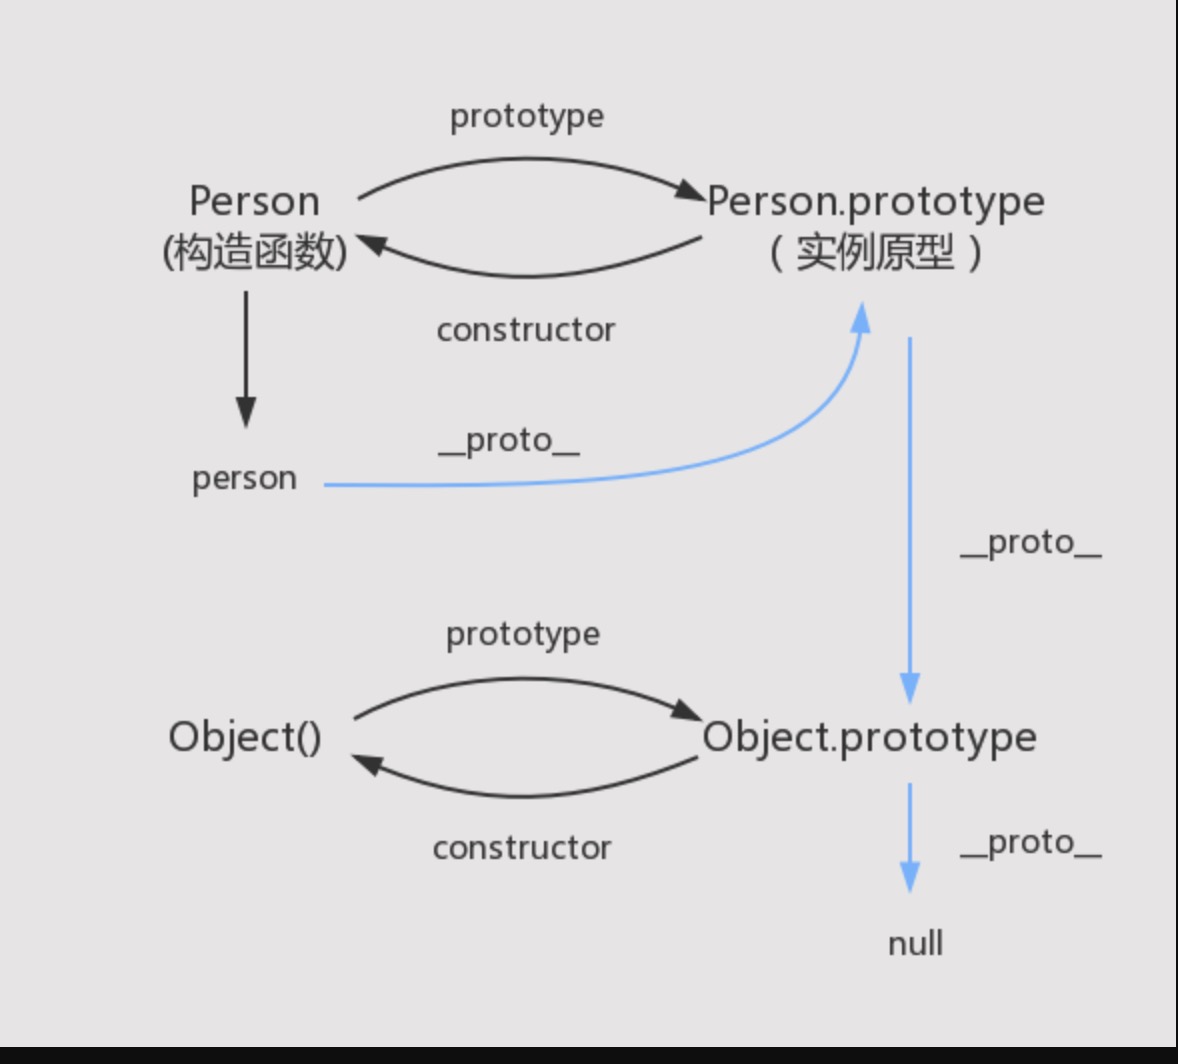 prototype
Person
Person.prototype
(构造函数)
( 实例原型 )
constructor
__proto__
person
__proto__
prototype
Object()
Object.prototype
constructor
__proto__
null